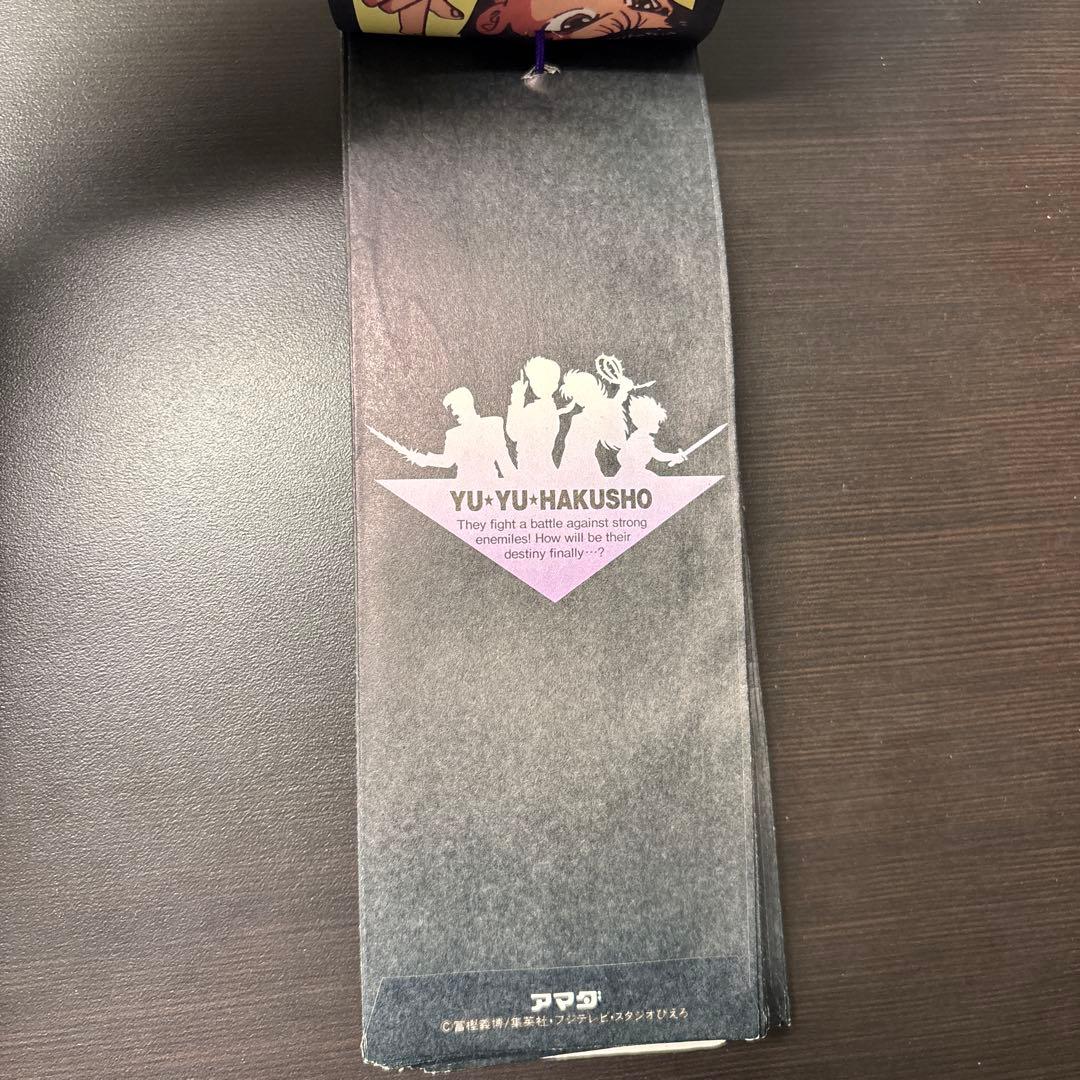 YU★YU★HAKUSHO
They fight a battle against strong
enemiles! How will be their
destiny finally…?
アマダ
©冨樫義博/集英社・フジテレビ・スタジオぴえろ